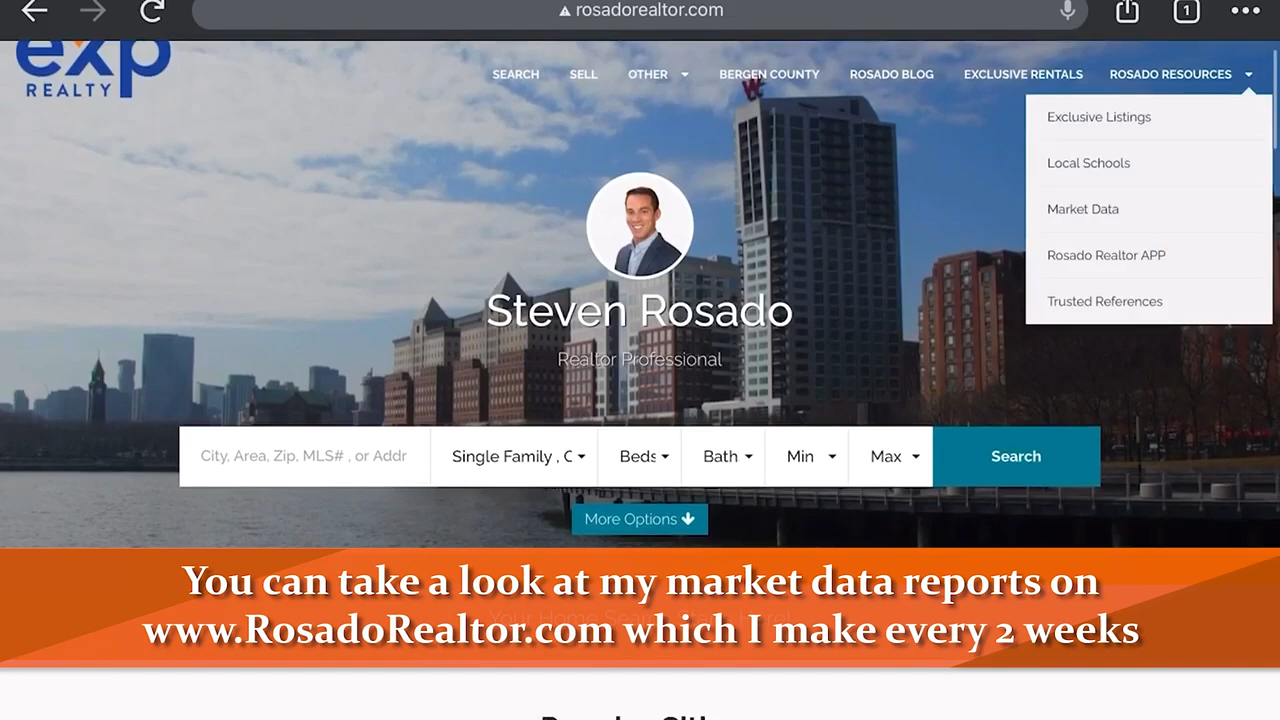 rosadorealtor.com
1
exp
REALTY
SEARCH SELL OTHER BERGEN COUNTY ROSADO BLOG EXCLUSIVE RENTALS ROSADO RESOURCES
Exclusive Listings
Local Schools
Market Data
Rosado Realtor APP
Trusted References
Steven Rosado
Realtor Professional
City, Area, Zip, MLS# , or Addr Single Family , C Beds Bath Min Max Search
More Options
You can take a look at my market data reports on
www.RosadoRealtor.com which I make every 2 weeks